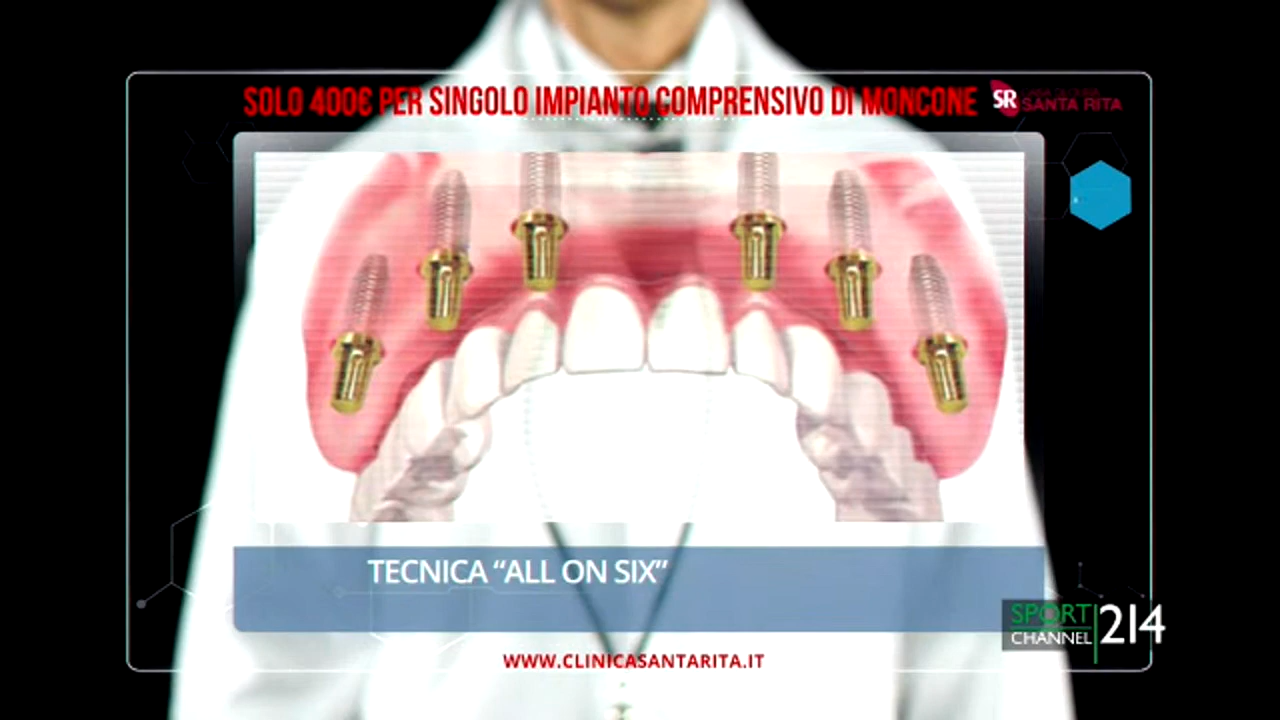 SOLO 400€ PER SINGOLO IMPIANTO COMPRENSIVO DI MONCONE
SR
SANTA RITA
TECNICA “ALL ON SIX”
SPORT
CHANNEL
214
WWW.CLINICASANTARITA.IT